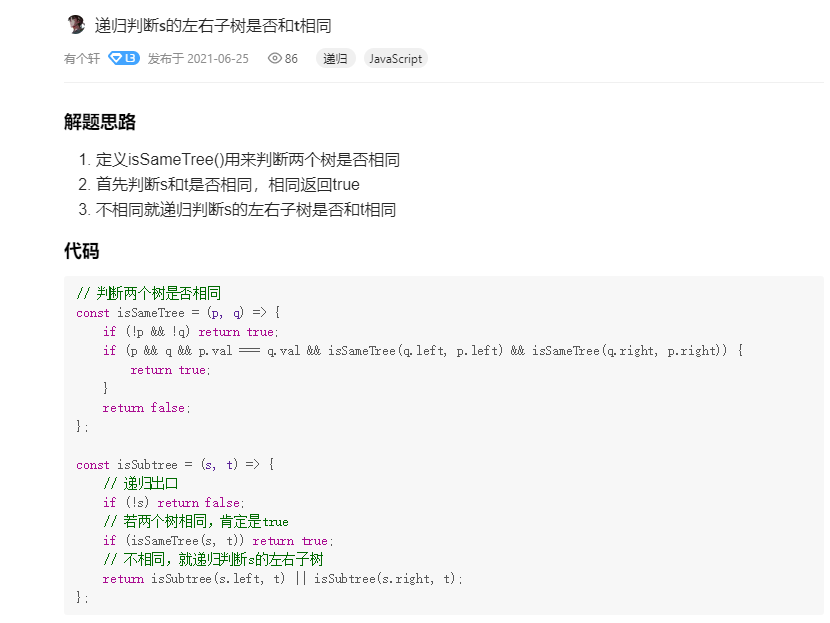 递归判断s的左右子树是否和t相同
有个轩 L3 发布于 2021-06-25 86 递归 JavaScript
解题思路
1. 定义isSameTree()用来判断两个树是否相同
2. 首先判断s和t是否相同，相同返回true
3. 不相同就递归判断s的左右子树是否和t相同
代码
// 判断两个树是否相同
const isSameTree = (p, q) => {
    if (!p && !q) return true;
    if (p && q && p.val === q.val && isSameTree(q.left, p.left) && isSameTree(q.right, p.right)) {
        return true;
    }
    return false;
};
const isSubtree = (s, t) => {
    // 递归出口
    if (!s) return false;
    // 若两个树相同，肯定是true
    if (isSameTree(s, t)) return true;
    // 不相同，就递归判断s的左右子树
    return isSubtree(s.left, t) || isSubtree(s.right, t);
};